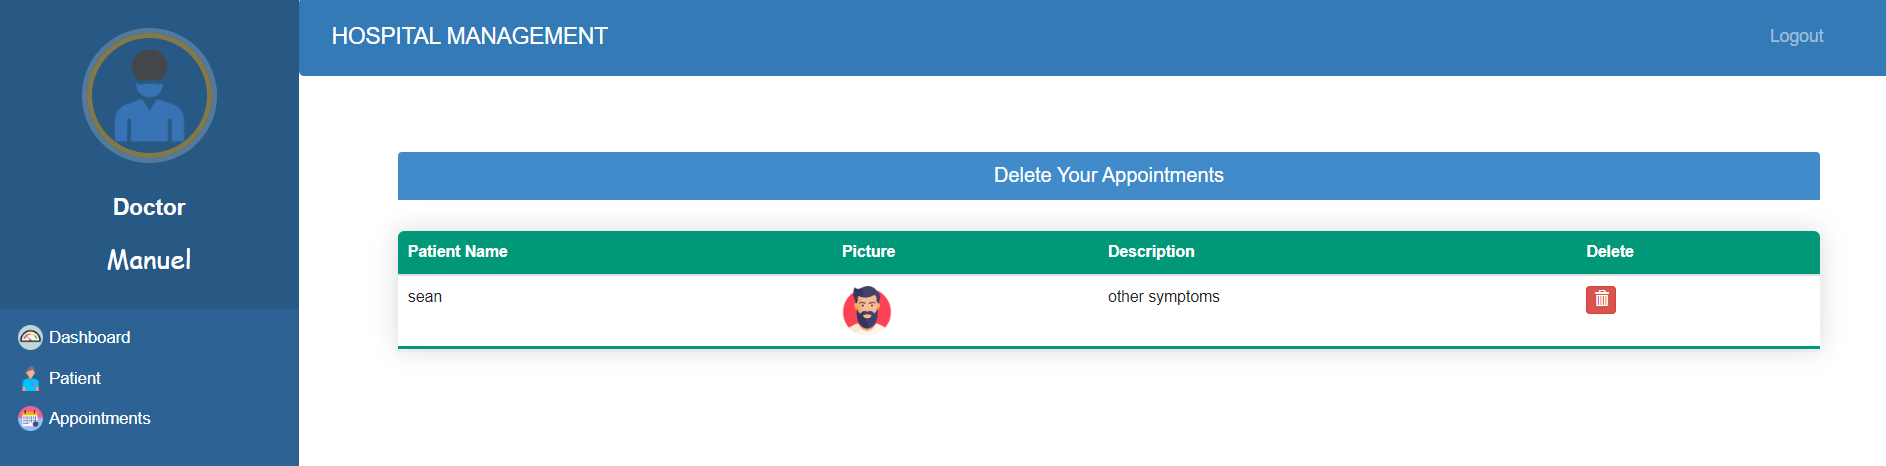 Doctor
Manuel
Dashboard
Patient
Appointments
HOSPITAL MANAGEMENT
Logout
Delete Your Appointments
Patient Name Picture Description Delete
sean other symptoms